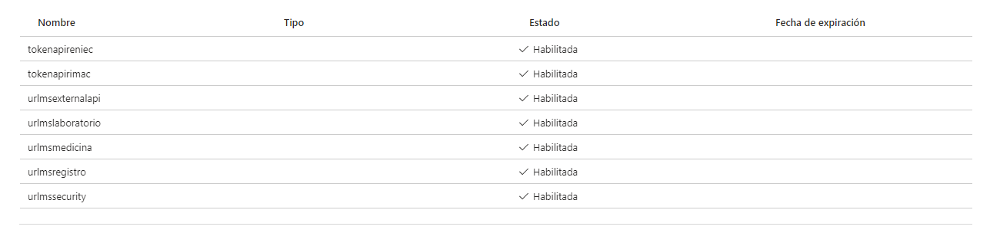 Nombre Tipo Estado Fecha de expiración
tokenapireniec Habilitada
tokenapirimac Habilitada
urlmsexternalapi Habilitada
urlmslaboratorio Habilitada
urlmsmedicina Habilitada
urlmsregistro Habilitada
urlmssecurity Habilitada